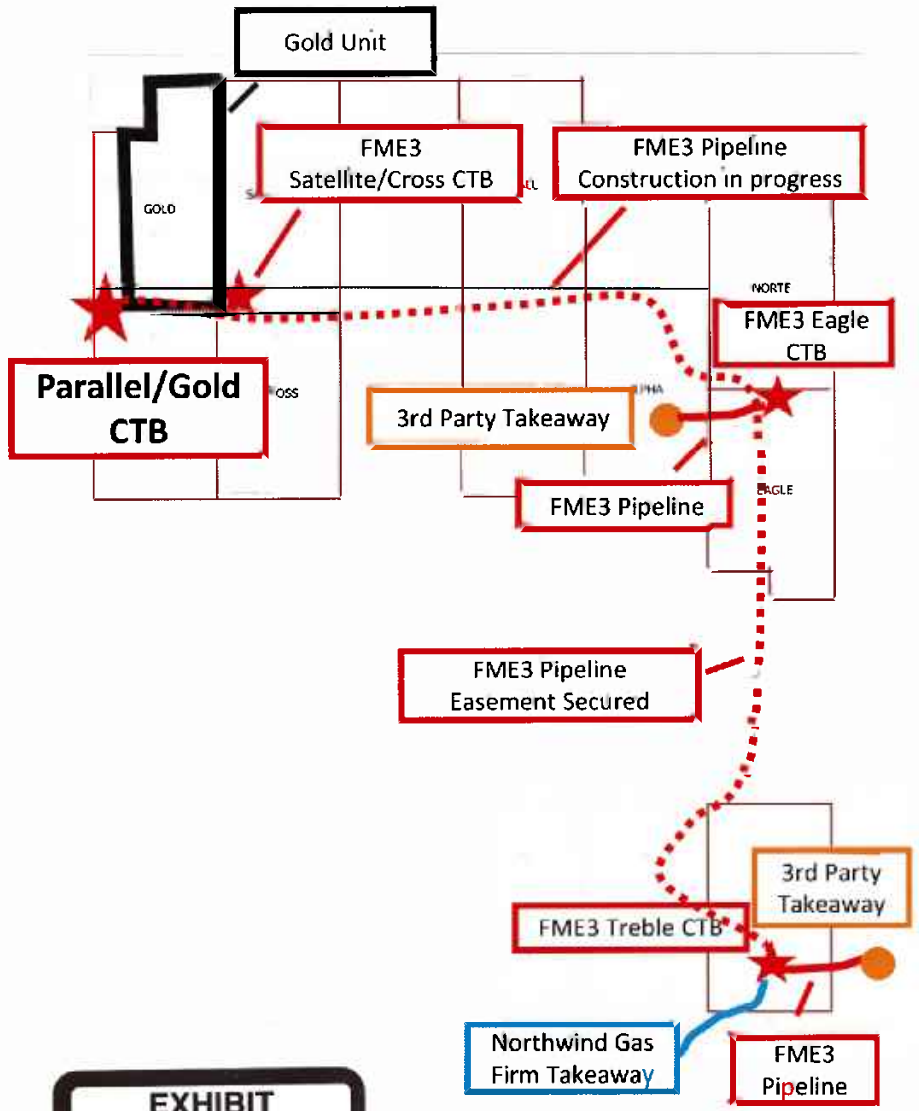 Gold Unit
FME3
Satellite/Cross CTB
FME3 Pipeline
Construction in progress
GOLD
NORTE
FME3 Eagle
CTB
Parallel/Gold
CTB
3rd Party Takeaway
FME3 Pipeline
EAGLE
FME3 Pipeline
Easement Secured
3rd Party
Takeaway
FME3 Treble CTB
Northwind Gas
Firm Takeaway
FME3
Pipeline
EXHIBIT